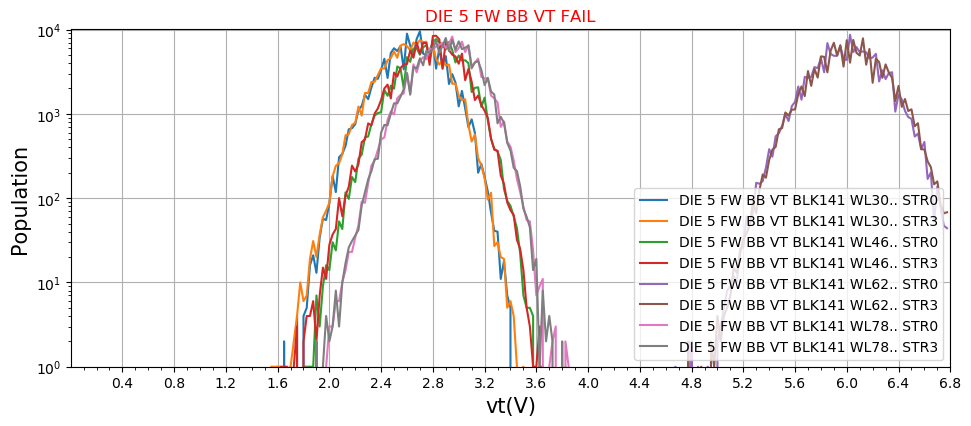 DIE 5 FW BB VT FAIL
Population
10^4
10^3
10^2
10^1
10^0
DIE 5 FW BB VT BLK141 WL30.. STR0
DIE 5 FW BB VT BLK141 WL30.. STR3
DIE 5 FW BB VT BLK141 WL46.. STR0
DIE 5 FW BB VT BLK141 WL46.. STR3
DIE 5 FW BB VT BLK141 WL62.. STR0
DIE 5 FW BB VT BLK141 WL62.. STR3
DIE 5 FW BB VT BLK141 WL78.. STR0
DIE 5 FW BB VT BLK141 WL78.. STR3
0.4 0.8 1.2 1.6 2.0 2.4 2.8 3.2 3.6 4.0 4.4 4.8 5.2 5.6 6.0 6.4 6.8
vt(V)